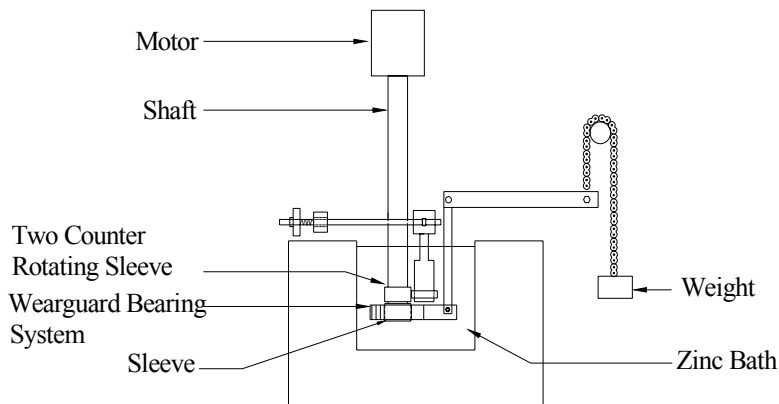 Motor
Shaft
Two Counter
Rotating Sleeve
Wearguard Bearing
System
Sleeve
Weight
Zinc Bath